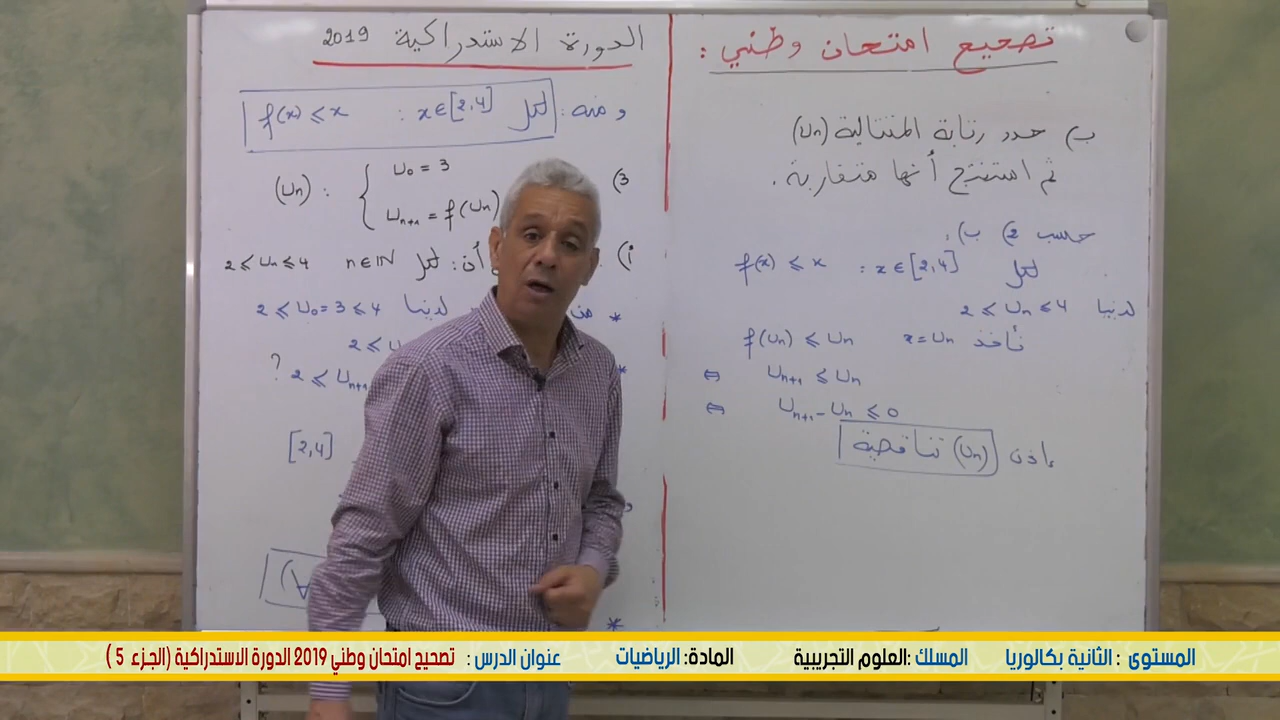 تصحيح امتحان وطني :
ب) حدد رتابة المتتالية (Un)
ثم استنتج أنها متقاربة .
حسب 2) ب) :
لكل x∈[2,4] : f(x) ⩽ x
لدينا 2 ⩽ Un ⩽ 4
نأخذ x = Un f(Un) ⩽ Un
⇔ Un+1 ⩽ Un
⇔ Un+1 - Un ⩽ 0
إذن (Un) تناقصية
الدورة الاستدراكية 2019
ومنه : لكل x∈[2,4] : f(x) ⩽ x
3) (Un) : { U0 = 3
Un+1 = f(Un)
أ) أن : لكل n∈IN 2 ⩽ Un ⩽ 4
* من لدينا 2 ⩽ U0 = 3 ⩽ 4
* 2 ⩽ U
? 2 ⩽ Un+1
[2,4]
و
(∀
*
المستوى : الثانية بكالوريا المسلك :العلوم التجريبية المادة: الرياضيات عنوان الدرس : تصحيح امتحان وطني 2019 الدورة الاستدراكية (الجزء 5 )